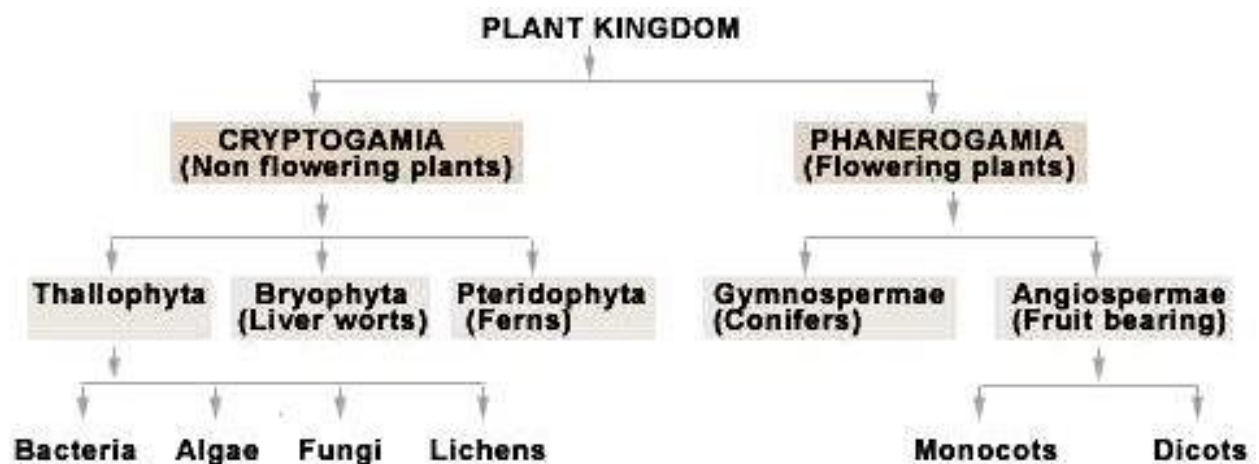 PLANT KINGDOM
CRYPTOGAMIA
(Non flowering plants)
PHANEROGAMIA
(Flowering plants)
Thallophyta
Bryophyta
(Liver worts)
Pteridophyta
(Ferns)
Gymnospermae
(Conifers)
Angiospermae
(Fruit bearing)
Bacteria
Algae
Fungi
Lichens
Monocots
Dicots